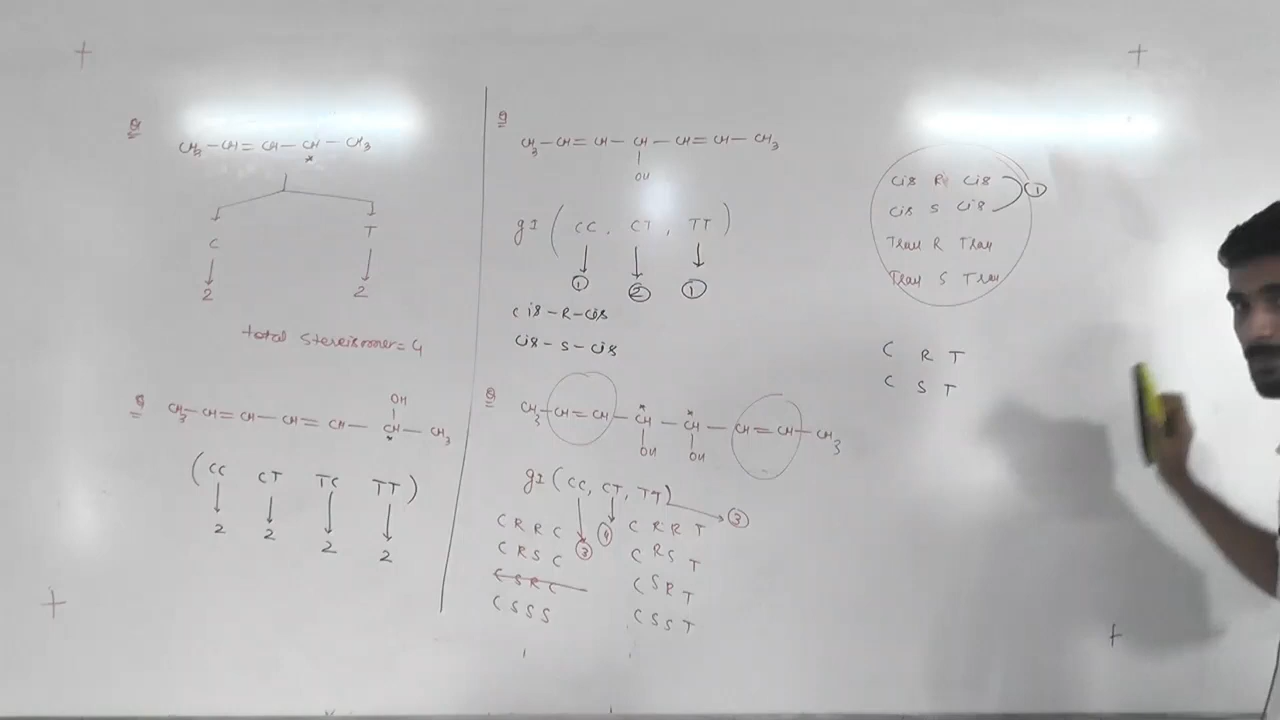 Q
CH3-CH=CH-CH-CH3
*
C T
2 2
total stereisomer=4
Q
OH
CH3-CH=CH-CH=CH-CH-CH3
*
(CC CT TC TT)
2 2 2 2
Q
CH3-CH=CH-CH-CH=CH-CH3
OH
gI (CC, CT, TT)
1 2 1
Cis-R-Cis
Cis-S-Cis
Q
* *
CH3-CH=CH-CH-CH-CH=CH-CH3
OH OH
gI (CC, CT, TT) 3
3 4
C R R C
C R S C
C S R C
C S S S
C R R T
C R S T
C S R T
C S S T
Cis R Cis
Cis S Cis
1
Tran R Tran
Tran S Tran
C R T
C S T